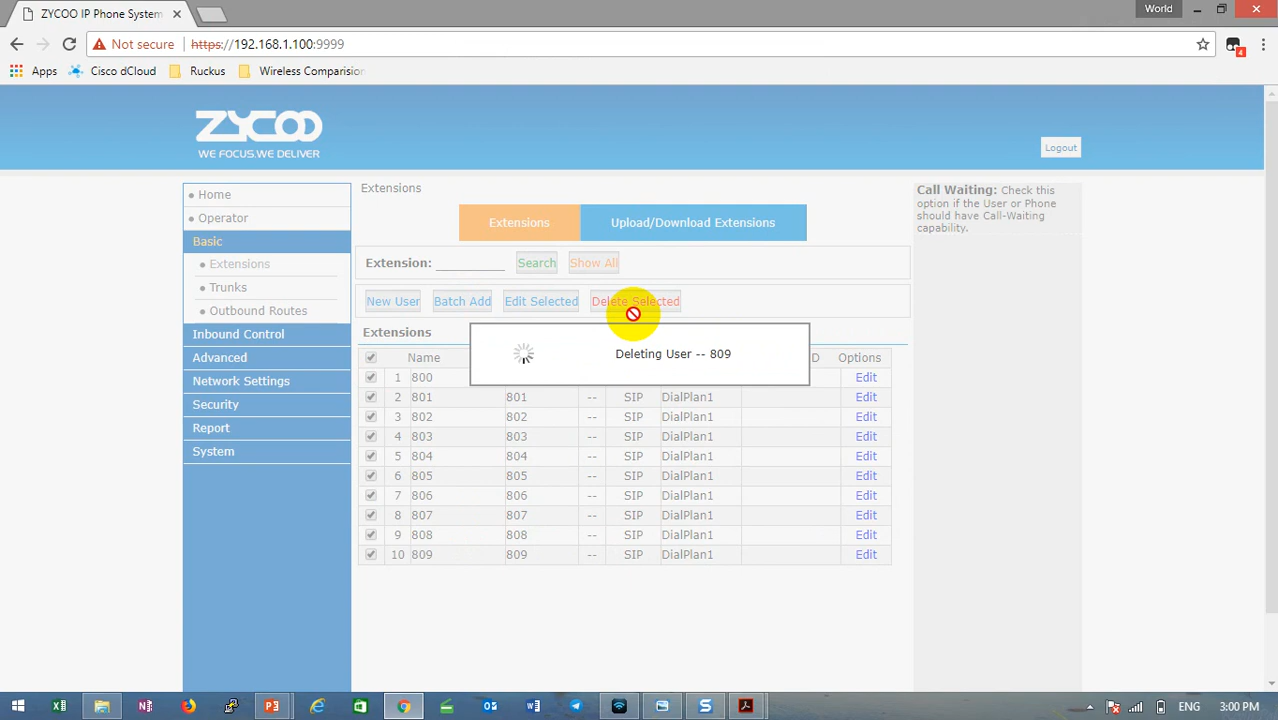 ZYCOO IP Phone System
World
Not secure https://192.168.1.100:9999
4
Apps Cisco dCloud Ruckus Wireless Comparision
ZYCOO
WE FOCUS.WE DELIVER
Logout
Home
Operator
Basic
Extensions
Trunks
Outbound Routes
Inbound Control
Advanced
Network Settings
Security
Report
System
Extensions
Extensions Upload/Download Extensions
Extension: Search Show All
New User Batch Add Edit Selected Delete Selected
Extensions
Deleting User -- 809
Name D Options
1 800 Edit
2 801 801 -- SIP DialPlan1 Edit
3 802 802 -- SIP DialPlan1 Edit
4 803 803 -- SIP DialPlan1 Edit
5 804 804 -- SIP DialPlan1 Edit
6 805 805 -- SIP DialPlan1 Edit
7 806 806 -- SIP DialPlan1 Edit
8 807 807 -- SIP DialPlan1 Edit
9 808 808 -- SIP DialPlan1 Edit
10 809 809 -- SIP DialPlan1 Edit
Call Waiting: Check this
option if the User or Phone
should have Call-Waiting
capability.
ENG 3:00 PM